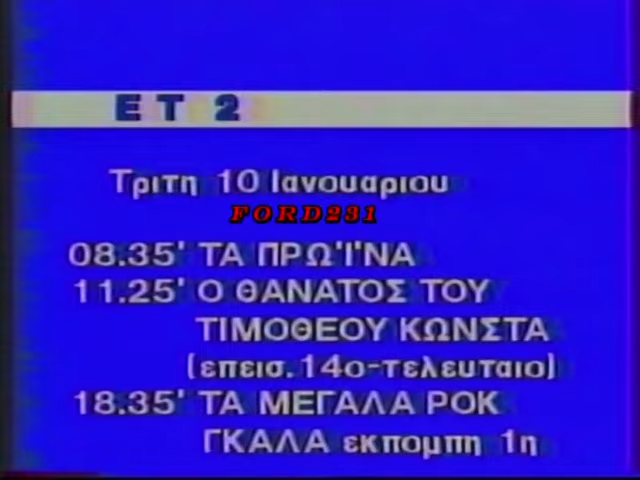 ΕΤ 2
Τριτη 10 Ιανουαριου
FORD231
08.35' ΤΑ ΠΡΩ'Ι'ΝΑ
11.25' Ο ΘΑΝΑΤΟΣ ΤΟΥ
ΤΙΜΟΘΕΟΥ ΚΩΝΣΤΑ
(επεισ.14ο-τελευταιο)
18.35' ΤΑ ΜΕΓΑΛΑ ΡΟΚ
ΓΚΑΛΑ εκπομπη 1η